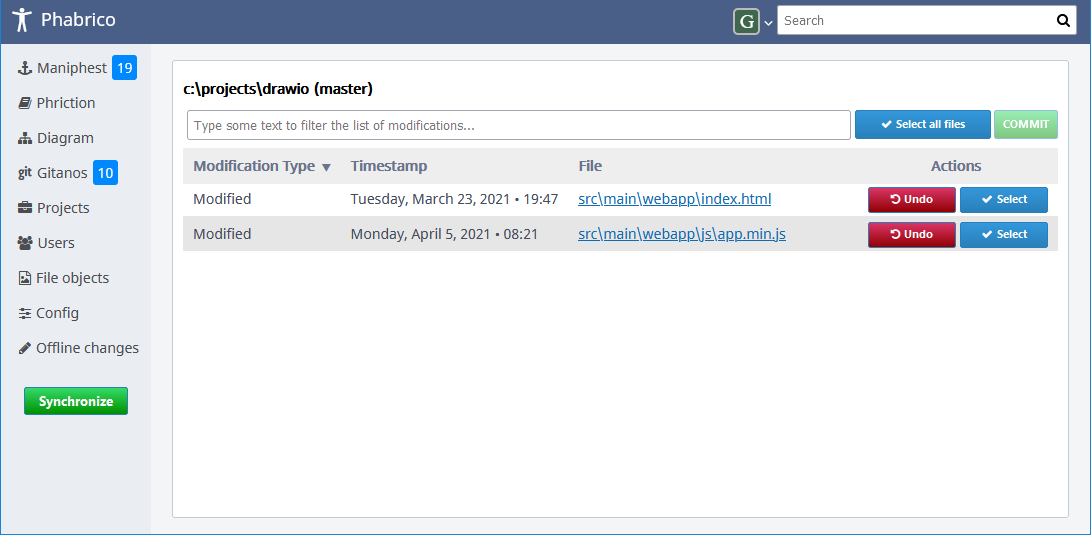 Phabrico
G
Search
Maniphest 19
Phriction
Diagram
git Gitanos 10
Projects
Users
File objects
Config
Offline changes
Synchronize
c:\projects\drawio (master)
Type some text to filter the list of modifications...
Select all files
COMMIT
Modification Type Timestamp File Actions
Modified Tuesday, March 23, 2021 • 19:47 src\main\webapp\index.html Undo Select
Modified Monday, April 5, 2021 • 08:21 src\main\webapp\js\app.min.js Undo Select